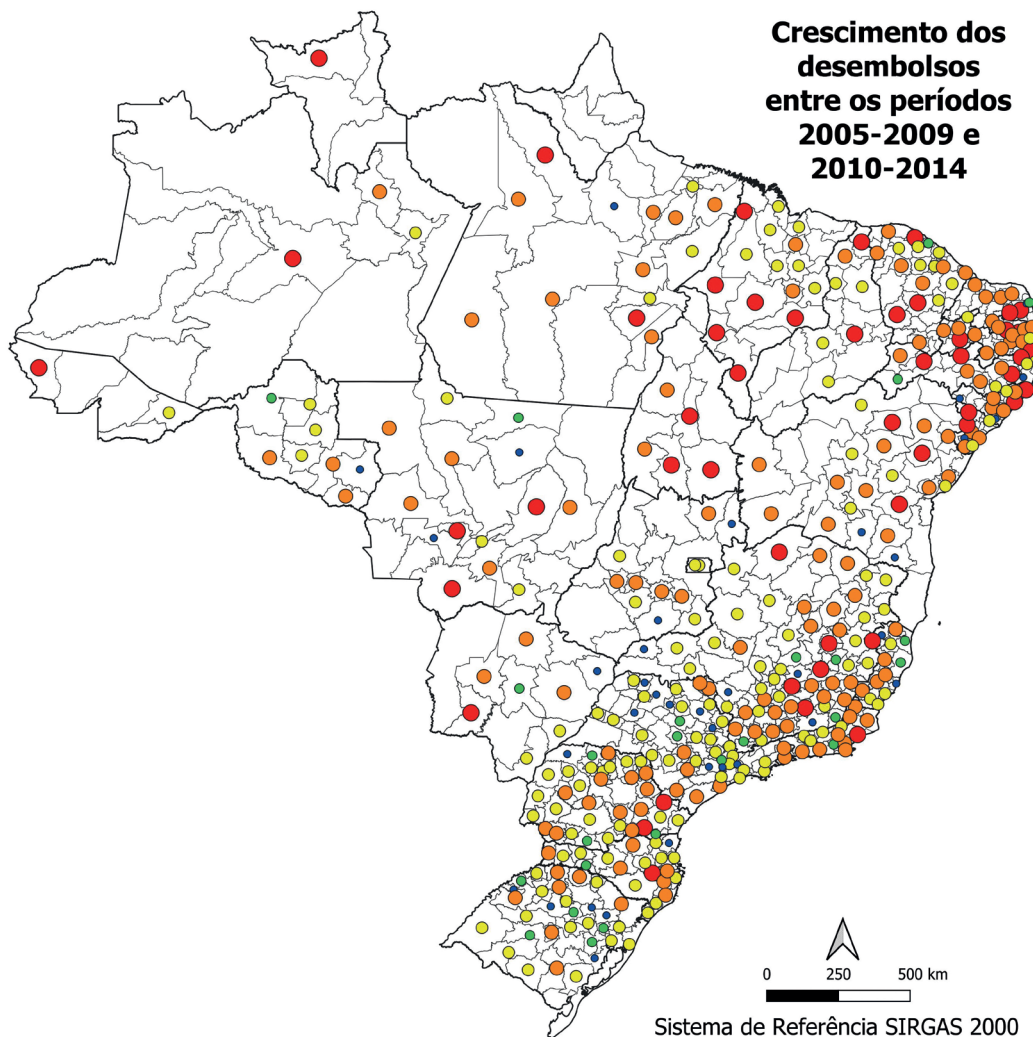 Crescimento dos
desembolsos
entre os períodos
2005-2009 e
2010-2014
0 250 500 km
Sistema de Referência SIRGAS 2000